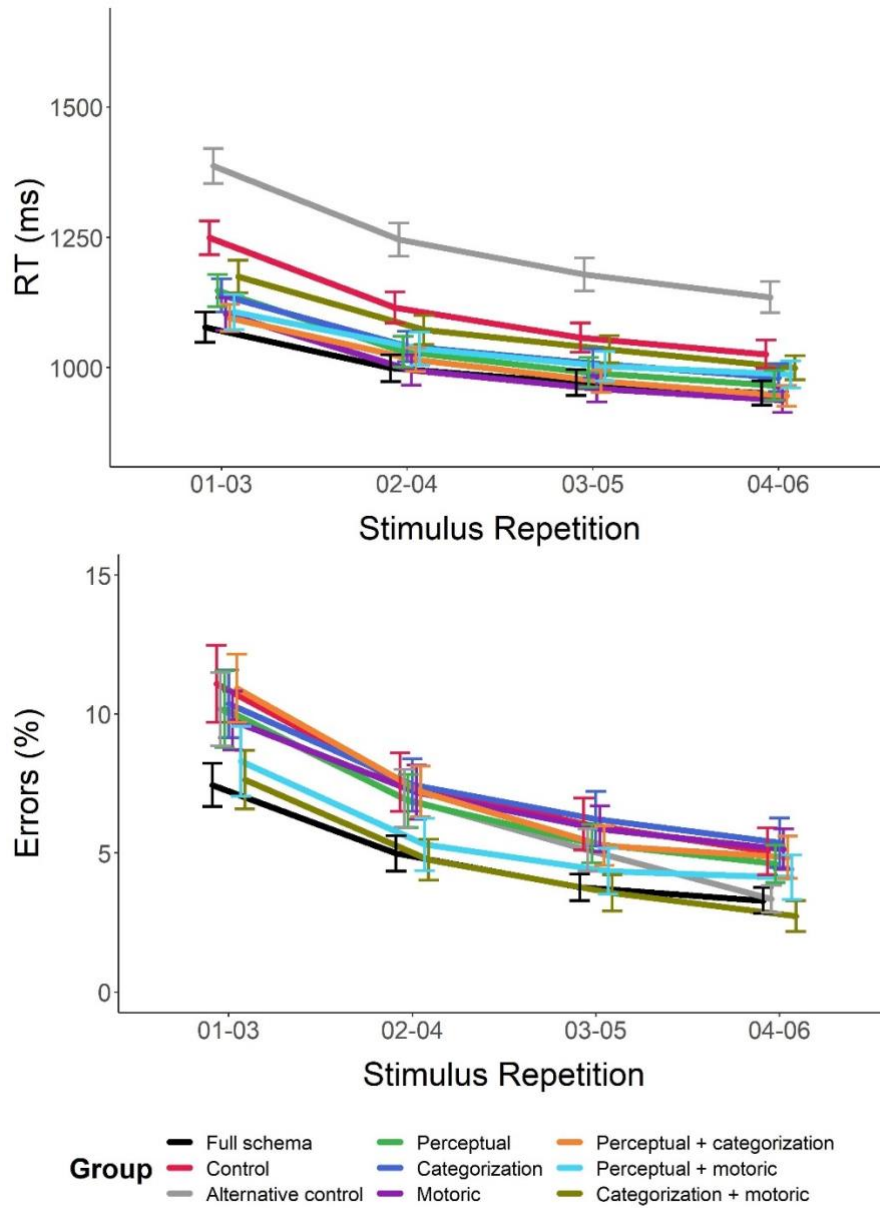 1500
1250
1000
RT (ms)
01-03 02-04 03-05 04-06
Stimulus Repetition
15
10
5
0
Errors (%)
01-03 02-04 03-05 04-06
Stimulus Repetition
Group
Full schema
Control
Alternative control
Perceptual
Categorization
Motoric
Perceptual + categorization
Perceptual + motoric
Categorization + motoric